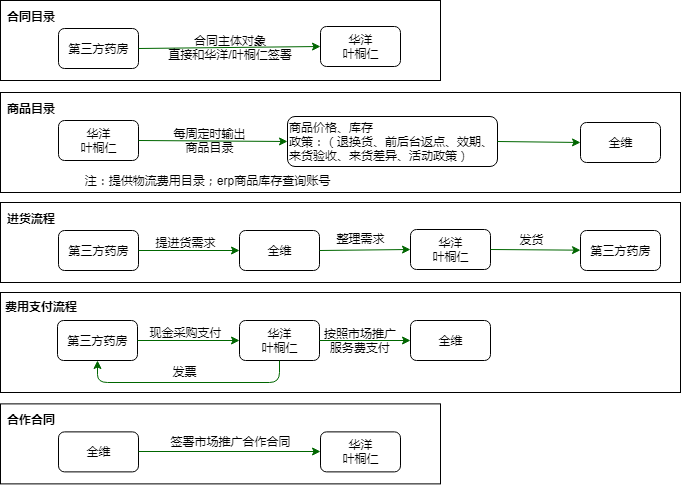 合同目录
第三方药房
合同主体对象
直接和华洋/叶桐仁签署
华洋
叶桐仁
商品目录
华洋
叶桐仁
每周定时输出
商品目录
商品价格、库存
政策：（退换货、前后台返点、效期、
来货验收、来货差异、活动政策）
全维
注：提供物流费用目录；erp商品库存查询账号
进货流程
第三方药房
提进货需求
全维
整理需求
华洋
叶桐仁
发货
第三方药房
费用支付流程
第三方药房
现金采购支付
华洋
叶桐仁
按照市场推广
服务费支付
全维
发票
合作合同
全维
签署市场推广合作合同
华洋
叶桐仁